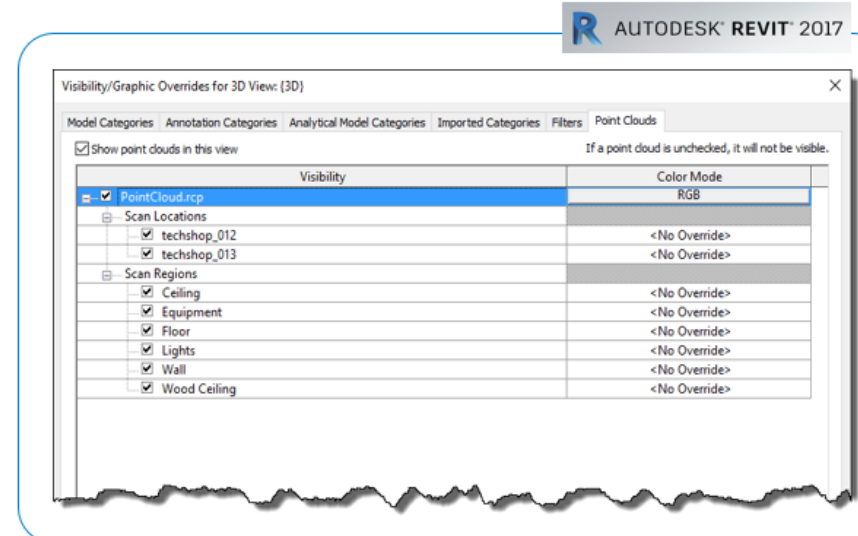 AUTODESK® REVIT® 2017
Visibility/Graphic Overrides for 3D View: {3D}
Model Categories Annotation Categories Analytical Model Categories Imported Categories Filters Point Clouds
Show point clouds in this view If a point cloud is unchecked, it will not be visible.
Visibility Color Mode
PointCloud.rcp RGB
Scan Locations
techshop_012 <No Override>
techshop_013 <No Override>
Scan Regions
Ceiling <No Override>
Equipment <No Override>
Floor <No Override>
Lights <No Override>
Wall <No Override>
Wood Ceiling <No Override>